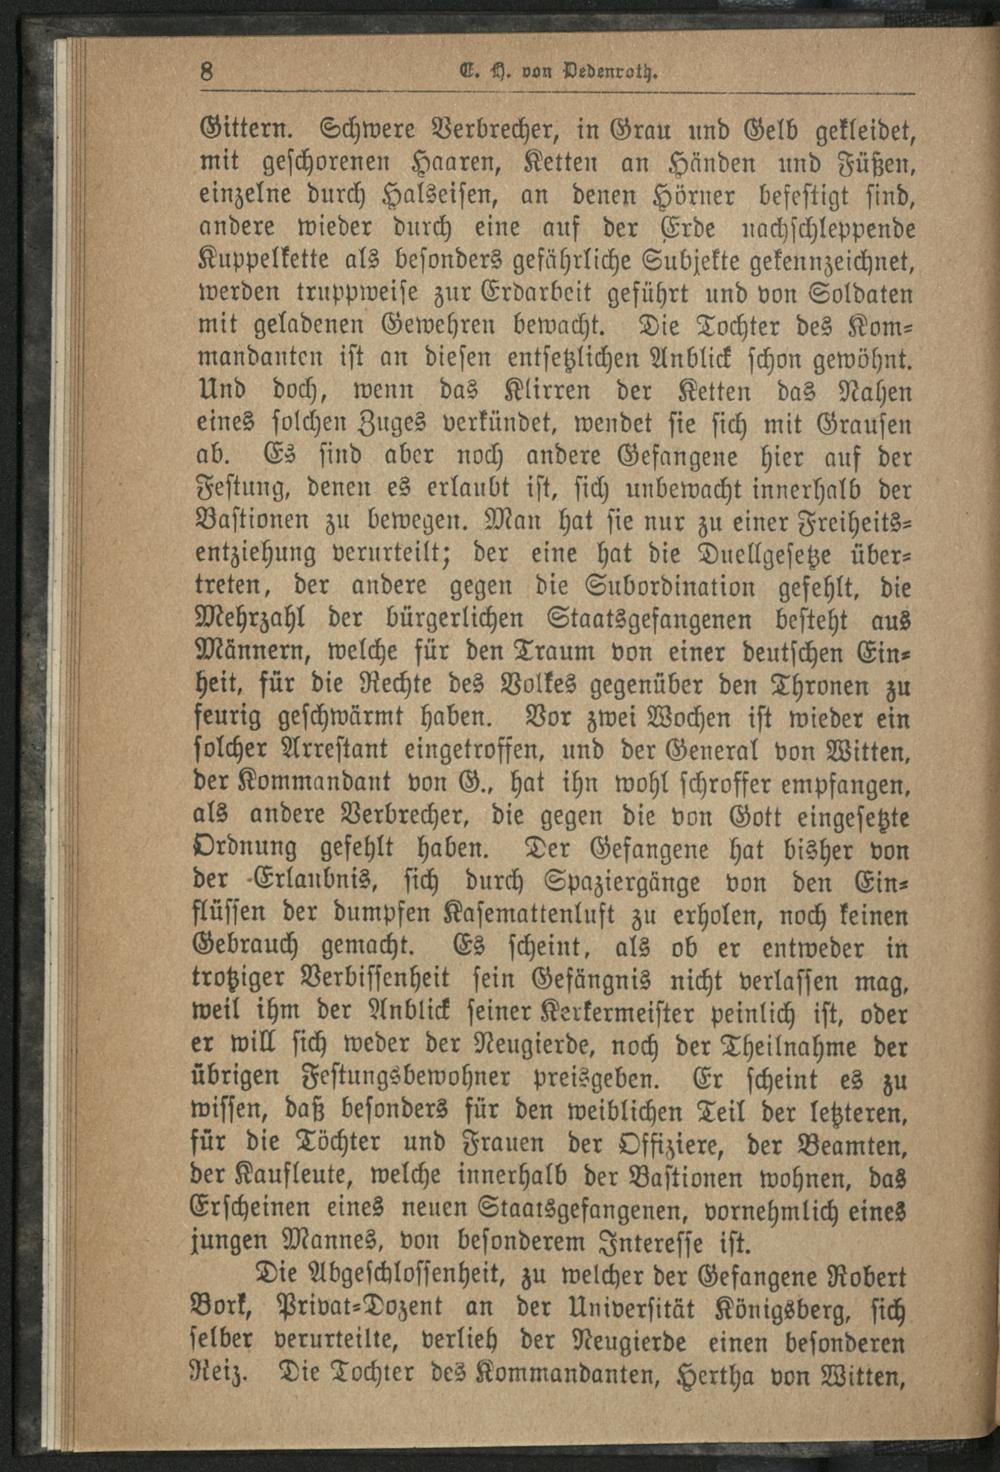 8 E. H. von Dedenroth.
Gittern. Schwere Verbrecher, in Grau und Gelb gekleidet,
mit geschorenen Haaren, Ketten an Händen und Füßen,
einzelne durch Halseisen, an denen Hörner befestigt sind,
andere wieder durch eine auf der Erde nachschleppende
Kuppelkette als besonders gefährliche Subjekte gekennzeichnet,
werden truppweise zur Erdarbeit geführt und von Soldaten
mit geladenen Gewehren bewacht. Die Tochter des Kom-
mandanten ist an diesen entsetzlichen Anblick schon gewöhnt.
Und doch, wenn das Klirren der Ketten das Nahen
eines solchen Zuges verkündet, wendet sie sich mit Grausen
ab. Es sind aber noch andere Gefangene hier auf der
Festung, denen es erlaubt ist, sich unbewacht innerhalb der
Bastionen zu bewegen. Man hat sie nur zu einer Freiheits-
entziehung verurteilt; der eine hat die Duellgesetze über-
treten, der andere gegen die Subordination gefehlt, die
Mehrzahl der bürgerlichen Staatsgefangenen besteht aus
Männern, welche für den Traum von einer deutschen Ein-
heit, für die Rechte des Volkes gegenüber den Thronen zu
feurig geschwärmt haben. Vor zwei Wochen ist wieder ein
solcher Arrestant eingetroffen, und der General von Witten,
der Kommandant von G., hat ihn wohl schroffer empfangen,
als andere Verbrecher, die gegen die von Gott eingesetzte
Ordnung gefehlt haben. Der Gefangene hat bisher von
der Erlaubnis, sich durch Spaziergänge von den Ein-
flüssen der dumpfen Kasemattenluft zu erholen, noch keinen
Gebrauch gemacht. Es scheint, als ob er entweder in
trotziger Verbissenheit sein Gefängnis nicht verlassen mag,
weil ihm der Anblick seiner Kerkermeister peinlich ist, oder
er will sich weder der Neugierde, noch der Theilnahme der
übrigen Festungsbewohner preisgeben. Er scheint es zu
wissen, daß besonders für den weiblichen Teil der letzteren,
für die Töchter und Frauen der Offiziere, der Beamten,
der Kaufleute, welche innerhalb der Bastionen wohnen, das
Erscheinen eines neuen Staatsgefangenen, vornehmlich eines
jungen Mannes, von besonderem Interesse ist.
Die Abgeschlossenheit, zu welcher der Gefangene Robert
Bork, Privat-Dozent an der Universität Königsberg, sich
selber verurteilte, verlieh der Neugierde einen besonderen
Reiz. Die Tochter des Kommandanten, Hertha von Witten,